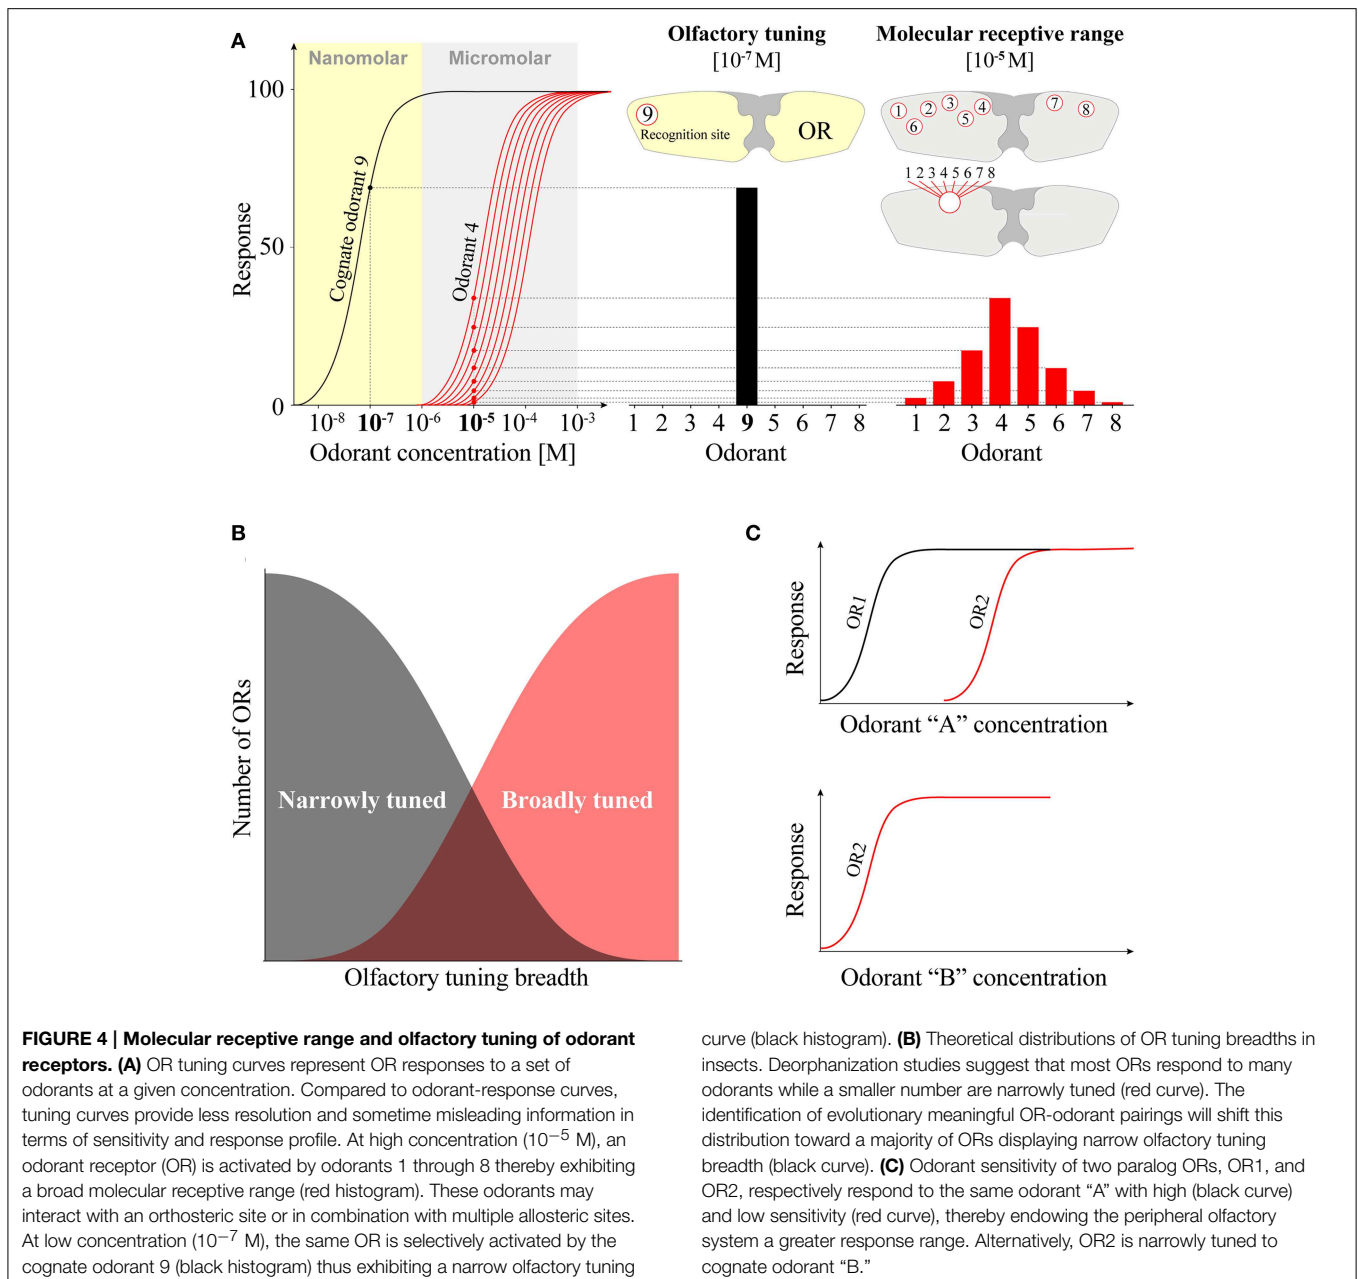 A
Nanomolar
Micromolar
100
50
0
Response
Cognate odorant 9
Odorant 4
10-8
10-7
10-6
10-5
10-4
10-3
Odorant concentration [M]
Olfactory tuning
[10-7 M]
9
Recognition site
OR
1 2 3 4 9 5 6 7 8
Odorant
Molecular receptive range
[10-5 M]
1 2 3 4 5 6 7 8
1 2 3 4 5 6 7 8
1 2 3 4 5 6 7 8
Odorant
B
Number of ORs
Narrowly tuned
Broadly tuned
Olfactory tuning breadth
C
Response
OR1
OR2
Odorant “A” concentration
Response
OR2
Odorant “B” concentration
FIGURE 4 | Molecular receptive range and olfactory tuning of odorant
receptors. (A) OR tuning curves represent OR responses to a set of
odorants at a given concentration. Compared to odorant-response curves,
tuning curves provide less resolution and sometime misleading information in
terms of sensitivity and response profile. At high concentration (10−5 M), an
odorant receptor (OR) is activated by odorants 1 through 8 thereby exhibiting
a broad molecular receptive range (red histogram). These odorants may
interact with an orthosteric site or in combination with multiple allosteric sites.
At low concentration (10−7 M), the same OR is selectively activated by the
cognate odorant 9 (black histogram) thus exhibiting a narrow olfactory tuning
curve (black histogram). (B) Theoretical distributions of OR tuning breadths in
insects. Deorphanization studies suggest that most ORs respond to many
odorants while a smaller number are narrowly tuned (red curve). The
identification of evolutionary meaningful OR-odorant pairings will shift this
distribution toward a majority of ORs displaying narrow olfactory tuning
breadth (black curve). (C) Odorant sensitivity of two paralog ORs, OR1, and
OR2, respectively respond to the same odorant “A” with high (black curve)
and low sensitivity (red curve), thereby endowing the peripheral olfactory
system a greater response range. Alternatively, OR2 is narrowly tuned to
cognate odorant “B.”